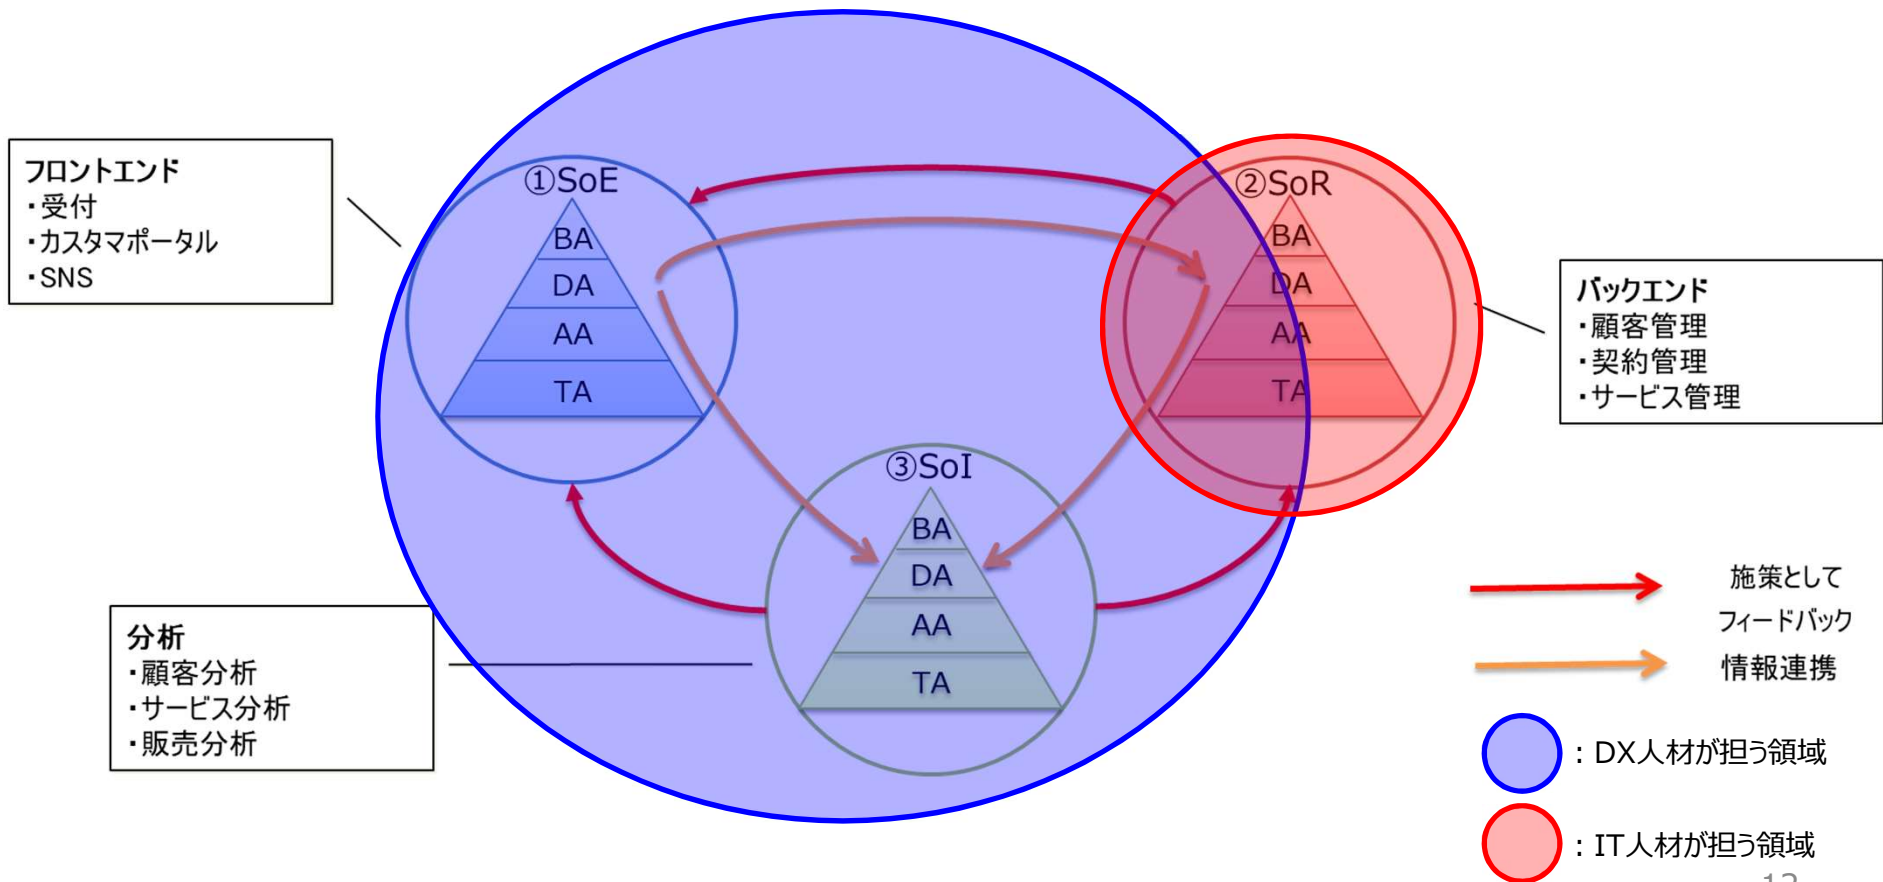 フロントエンド
・受付
・カスタマポータル
・SNS
①SoE
BA
DA
AA
TA
②SoR
BA
DA
AA
TA
バックエンド
・顧客管理
・契約管理
・サービス管理
③SoI
BA
DA
AA
TA
分析
・顧客分析
・サービス分析
・販売分析
施策として
フィードバック
情報連携
：DX人材が担う領域
：IT人材が担う領域